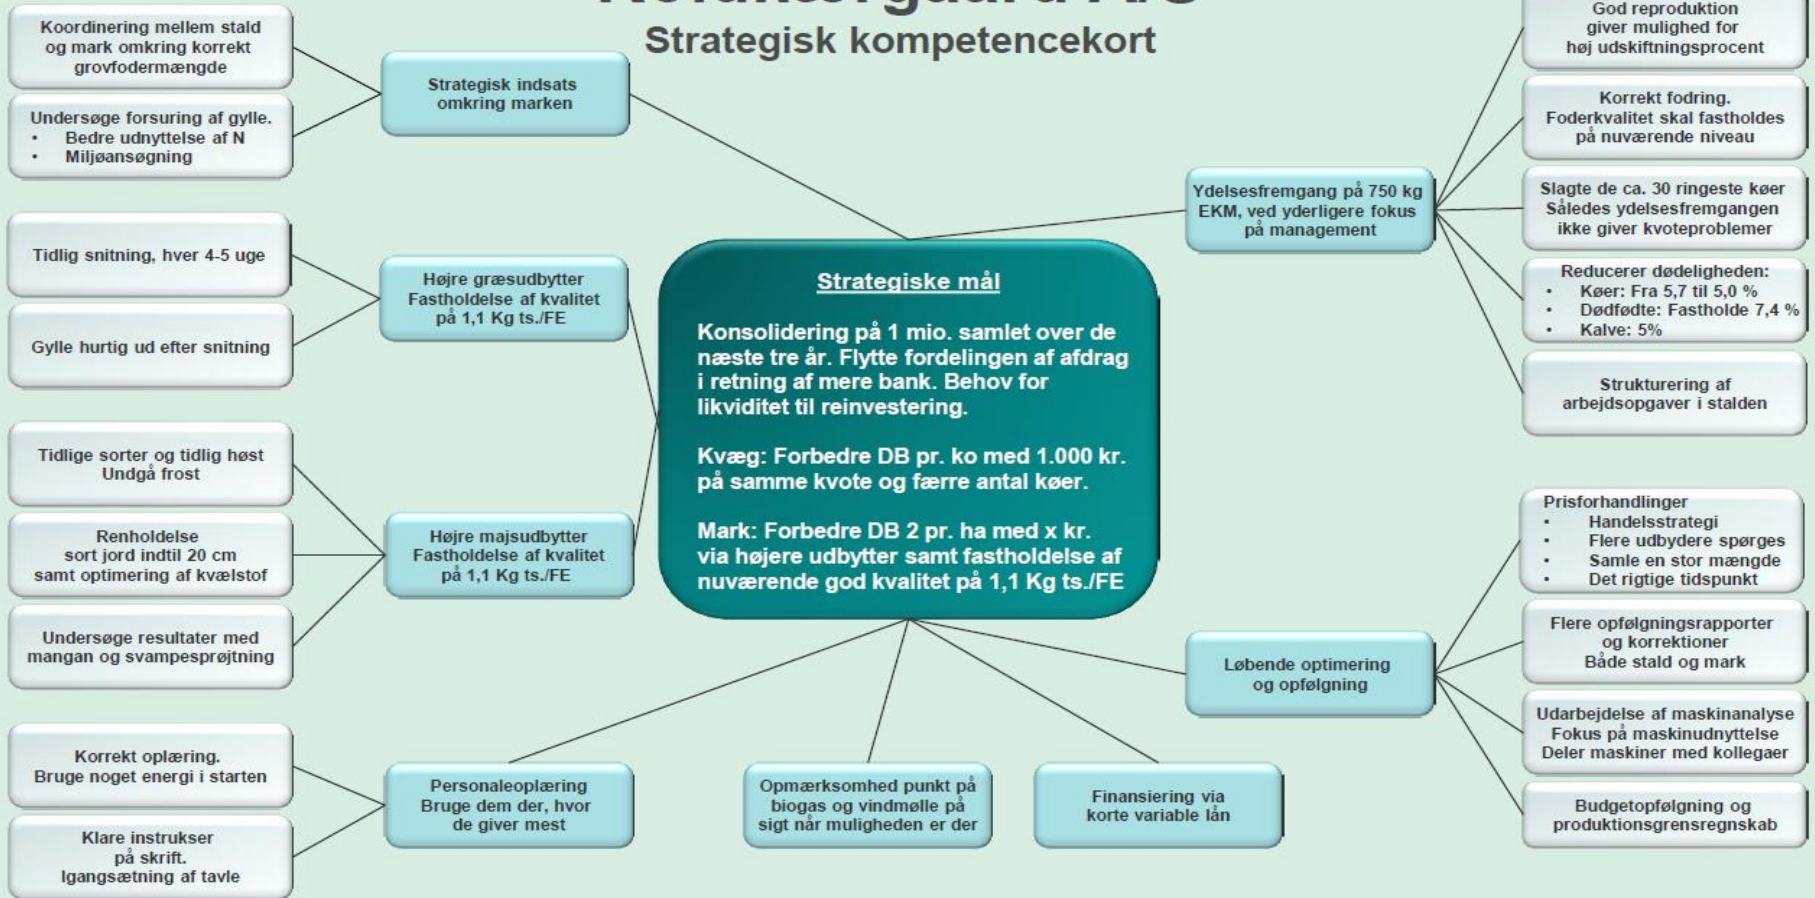 Strategisk kompetencekort
Koordinering mellem stald
og mark omkring korrekt
grovfodermængde
Undersøge forsuring af gylle.
• Bedre udnyttelse af N
• Miljøansøgning
Strategisk indsats
omkring marken
Tidlig snitning, hver 4-5 uge
Gylle hurtig ud efter snitning
Højre græsudbytter
Fastholdelse af kvalitet
på 1,1 Kg ts./FE
Tidlige sorter og tidlig høst
Undgå frost
Renholdelse
sort jord indtil 20 cm
samt optimering af kvælstof
Undersøge resultater med
mangan og svampesprøjtning
Højre majsudbytter
Fastholdelse af kvalitet
på 1,1 Kg ts./FE
Korrekt oplæring.
Bruge noget energi i starten
Klare instrukser
på skrift.
Igangsætning af tavle
Personaleoplæring
Bruge dem der, hvor
de giver mest
Strategiske mål
Konsolidering på 1 mio. samlet over de
næste tre år. Flytte fordelingen af afdrag
i retning af mere bank. Behov for
likviditet til reinvestering.
Kvæg: Forbedre DB pr. ko med 1.000 kr.
på samme kvote og færre antal køer.
Mark: Forbedre DB 2 pr. ha med x kr.
via højere udbytter samt fastholdelse af
nuværende god kvalitet på 1,1 Kg ts./FE
Opmærksomhed punkt på
biogas og vindmølle på
sigt når muligheden er der
Finansiering via
korte variable lån
Ydelsesfremgang på 750 kg
EKM, ved yderligere fokus
på management
God reproduktion
giver mulighed for
høj udskiftningsprocent
Korrekt fodring.
Foderkvalitet skal fastholdes
på nuværende niveau
Slagte de ca. 30 ringeste køer
Således ydelsesfremgangen
ikke giver kvoteproblemer
Reducerer dødeligheden:
• Køer: Fra 5,7 til 5,0 %
• Dødfødte: Fastholde 7,4 %
• Kalve: 5%
Strukturering af
arbejdsopgaver i stalden
Løbende optimering
og opfølgning
Prisforhandlinger
• Handelsstrategi
• Flere udbydere spørges
• Samle en stor mængde
• Det rigtige tidspunkt
Flere opfølgningsrapporter
og korrektioner
Både stald og mark
Udarbejdelse af maskinanalyse
Fokus på maskinudnyttelse
Deler maskiner med kollegaer
Budgetopfølgning og
produktionsgrensregnskab